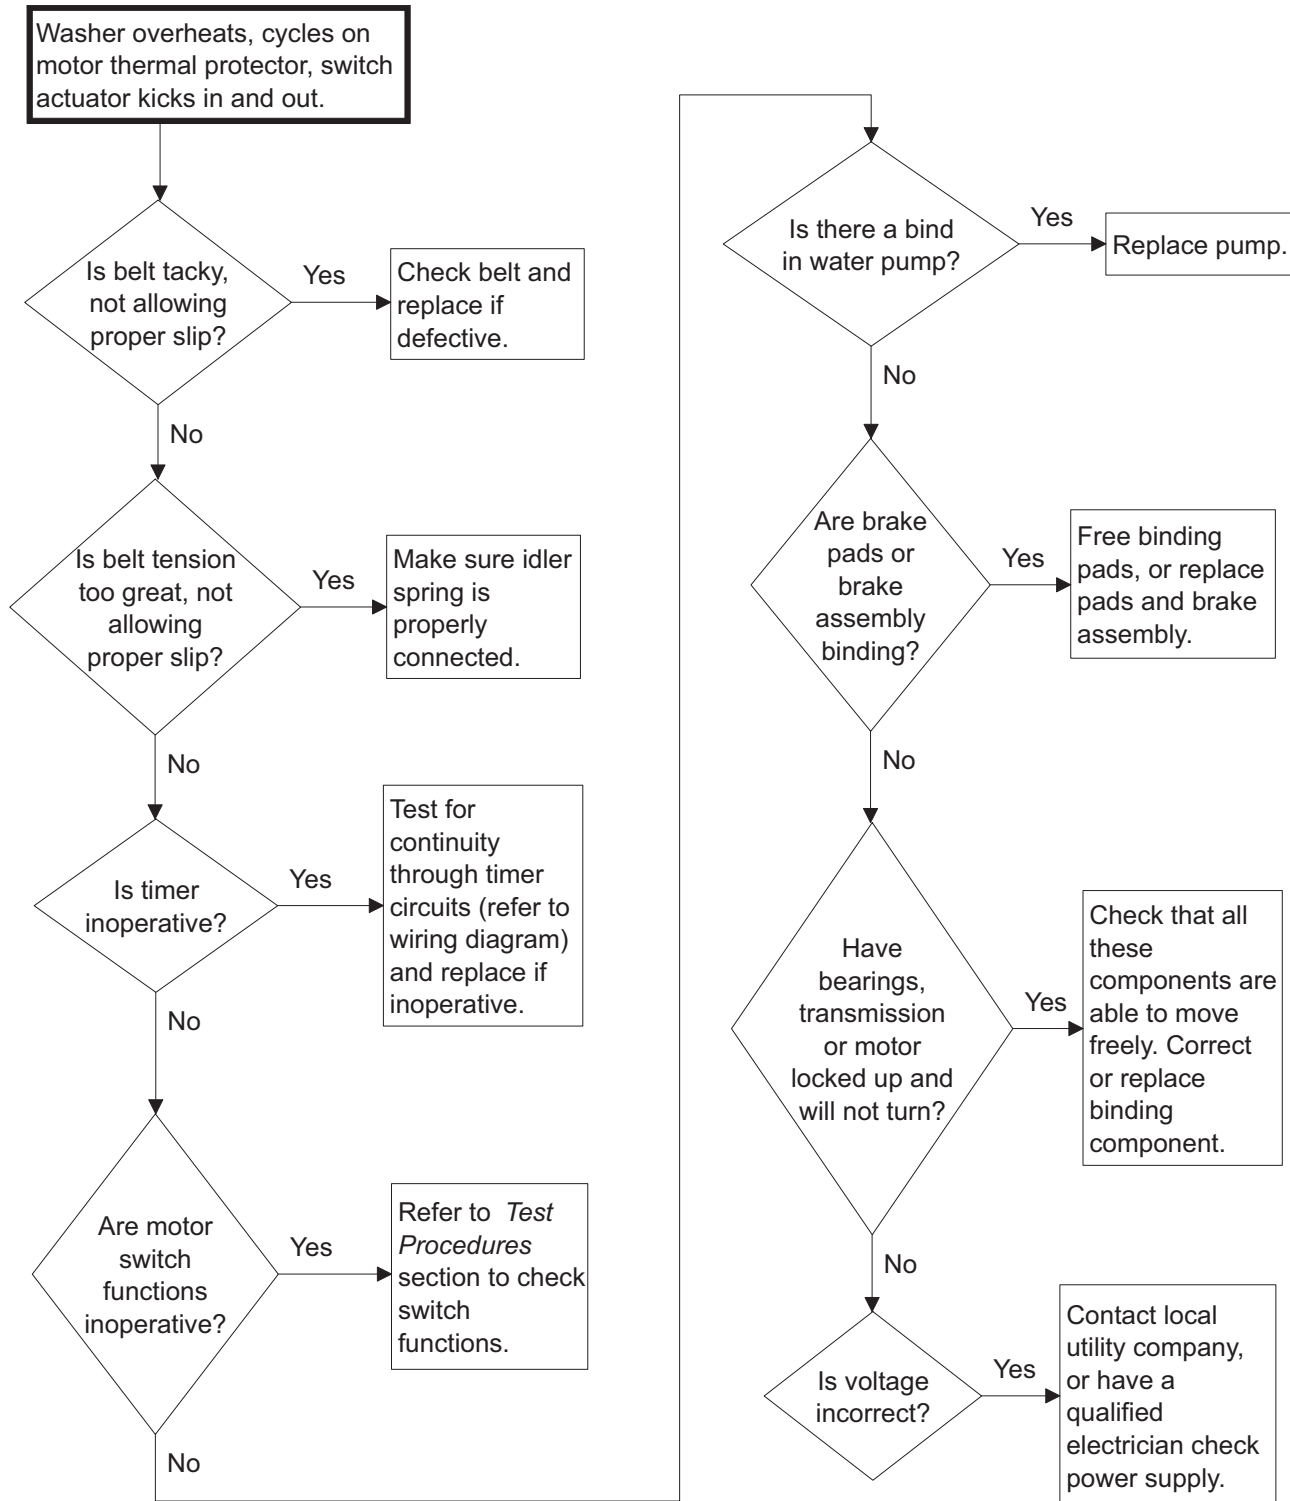 Washer overheats, cycles on
motor thermal protector, switch
actuator kicks in and out.
Is belt tacky,
not allowing
proper slip?
Yes
Check belt and
replace if
defective.
No
Is belt tension
too great, not
allowing
proper slip?
Yes
Make sure idler
spring is
properly
connected.
No
Is timer
inoperative?
Yes
Test for
continuity
through timer
circuits (refer to
wiring diagram)
and replace if
inoperative.
No
Are motor
switch
functions
inoperative?
Yes
Refer to Test
Procedures
section to check
switch
functions.
No
Is there a bind
in water pump?
Yes
Replace pump.
No
Are brake
pads or
brake
assembly
binding?
Yes
Free binding
pads, or replace
pads and brake
assembly.
No
Have
bearings,
transmission
or motor
locked up and
will not turn?
Yes
Check that all
these
components are
able to move
freely. Correct
or replace
binding
component.
No
Is voltage
incorrect?
Yes
Contact local
utility company,
or have a
qualified
electrician check
power supply.